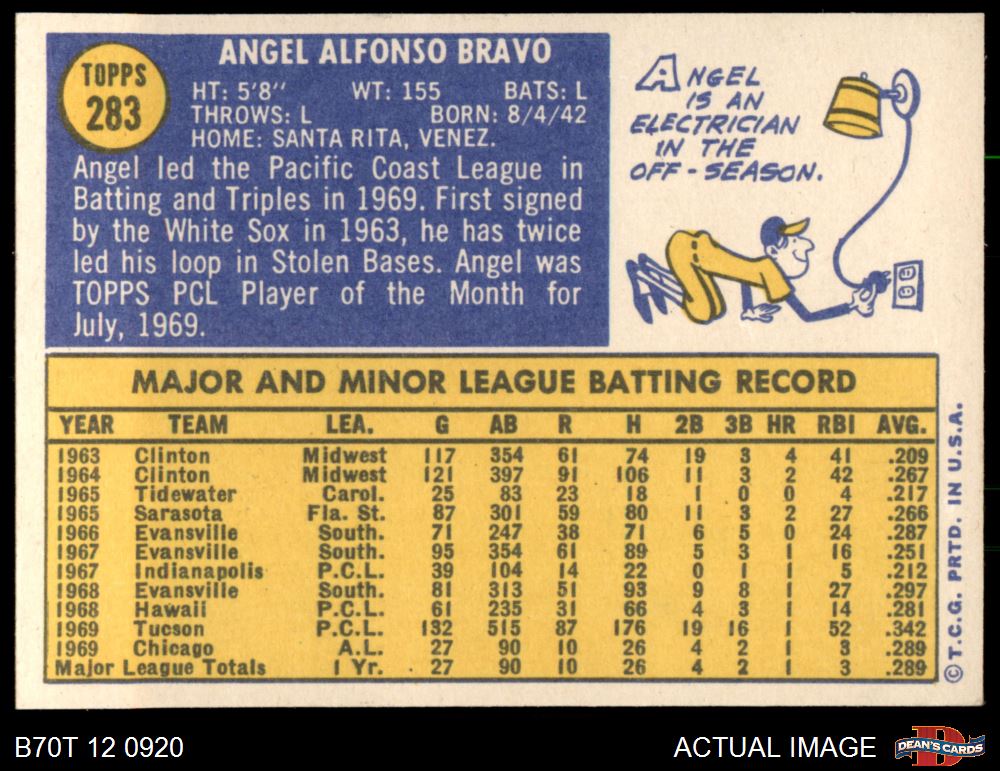 TOPPS
283
ANGEL ALFONSO BRAVO
HT: 5'8" WT: 155 BATS: L
THROWS: L BORN: 8/4/42
HOME: SANTA RITA, VENEZ.
Angel led the Pacific Coast League in
Batting and Triples in 1969. First signed
by the White Sox in 1963, he has twice
led his loop in Stolen Bases. Angel was
TOPPS PCL Player of the Month for
July, 1969.
ANGEL
IS AN
ELECTRICIAN
IN THE
OFF-SEASON.
MAJOR AND MINOR LEAGUE BATTING RECORD
YEAR TEAM LEA. G AB R H 2B 3B HR RBI AVG.
1963 Clinton Midwest 117 354 61 74 19 3 4 41 .209
1964 Clinton Midwest 121 397 91 106 11 3 2 42 .267
1965 Tidewater Carol. 25 83 23 18 1 0 0 4 .217
1965 Sarasota Fla. St. 87 301 59 80 11 3 2 27 .266
1966 Evansville South. 71 247 38 71 6 5 0 24 .287
1967 Evansville South. 95 354 61 89 5 3 1 16 .251
1967 Indianapolis P.C.L. 39 104 14 22 0 1 1 5 .212
1968 Evansville South. 81 313 51 93 9 8 1 27 .297
1968 Hawaii P.C.L. 61 235 31 66 4 3 1 14 .281
1969 Tucson P.C.L. 132 515 87 176 19 16 1 52 .342
1969 Chicago A.L. 27 90 10 26 4 2 1 3 .289
Major League Totals 1 Yr. 27 90 10 26 4 2 1 3 .289
© T.C.G. PRTD. IN U.S.A.
B70T 12 0920
ACTUAL IMAGE
D
DEAN'S CARDS